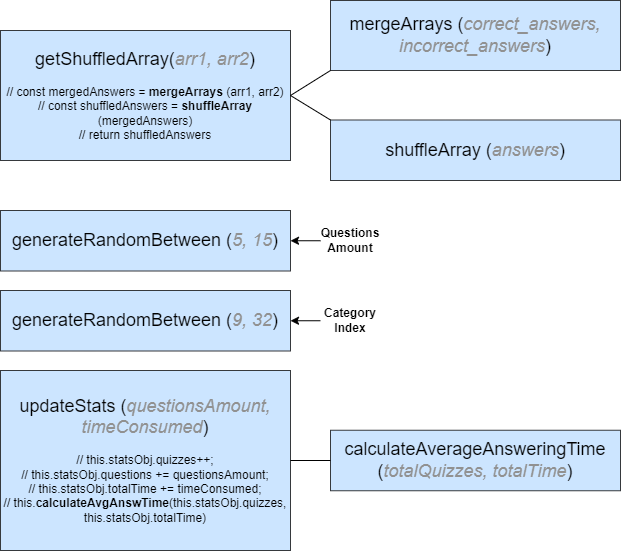 getShuffledArray(arr1, arr2)
// const mergedAnswers = mergeArrays (arr1, arr2)
// const shuffledAnswers = shuffleArray
(mergedAnswers)
// return shuffledAnswers
mergeArrays (correct_answers,
incorrect_answers)
shuffleArray (answers)
generateRandomBetween (5, 15)
Questions
Amount
generateRandomBetween (9, 32)
Category
Index
updateStats (questionsAmount,
timeConsumed)
// this.statsObj.quizzes++;
// this.statsObj.questions += questionsAmount;
// this.statsObj.totalTime += timeConsumed;
// this.calculateAvgAnswTime(this.statsObj.quizzes,
this.statsObj.totalTime)
calculateAverageAnsweringTime
(totalQuizzes, totalTime)